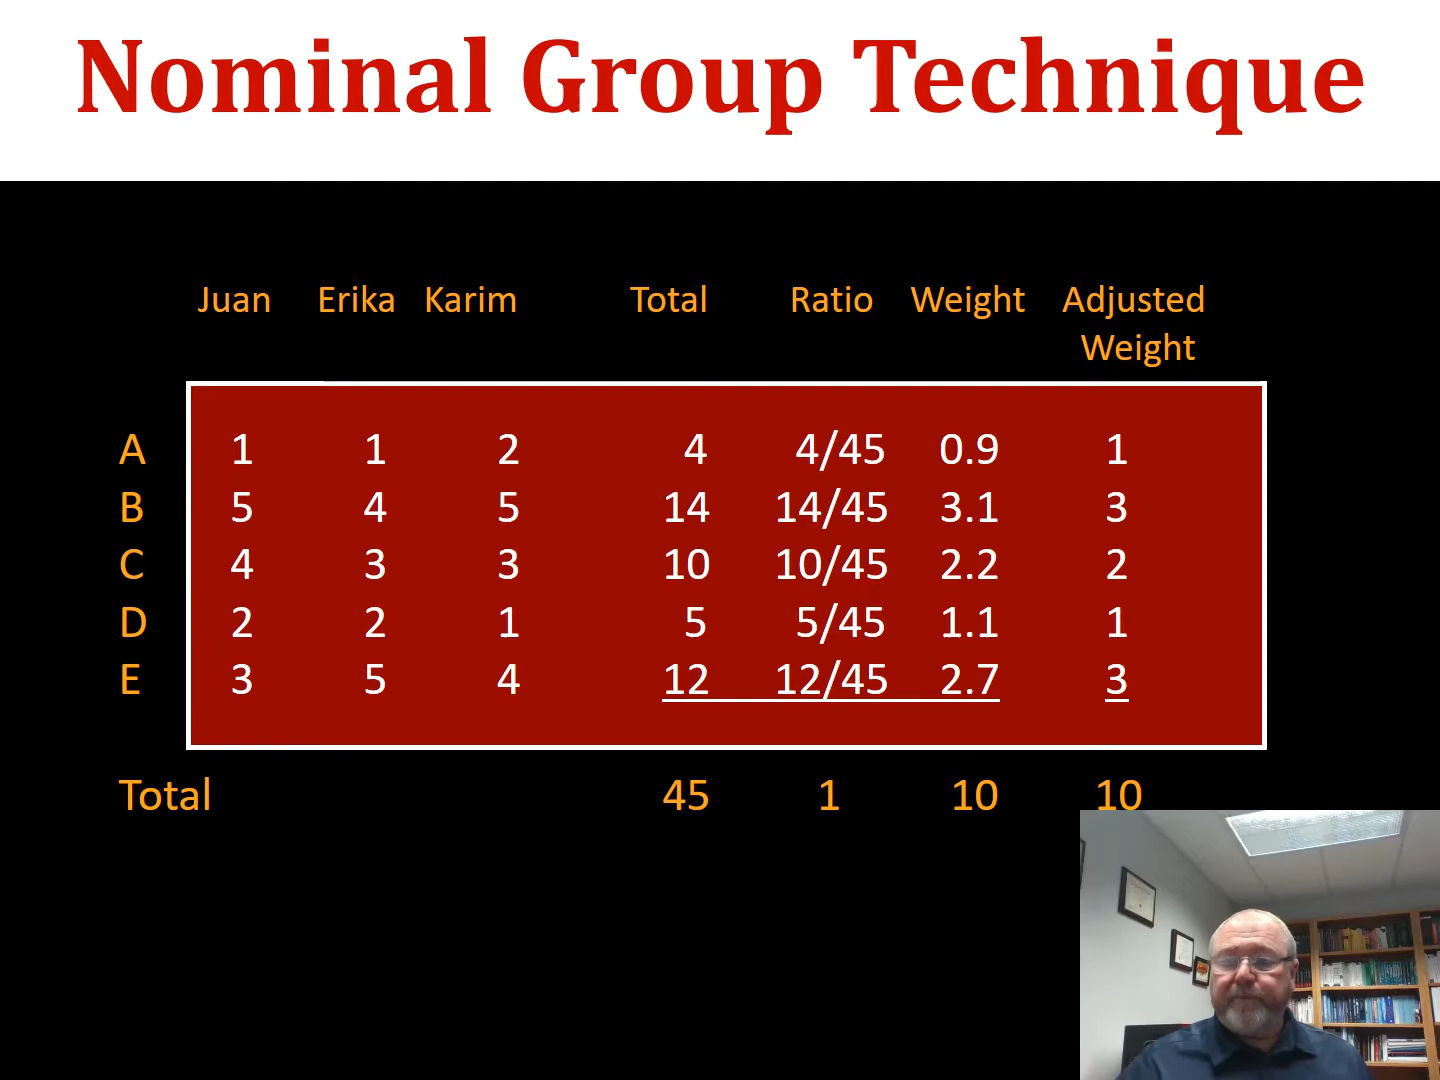 Nominal Group Technique
Juan Erika Karim Total Ratio Weight Adjusted
Weight
A 1 1 2 4 4/45 0.9 1
B 5 4 5 14 14/45 3.1 3
C 4 3 3 10 10/45 2.2 2
D 2 2 1 5 5/45 1.1 1
E 3 5 4 12 12/45 2.7 3
Total 45 1 10 10